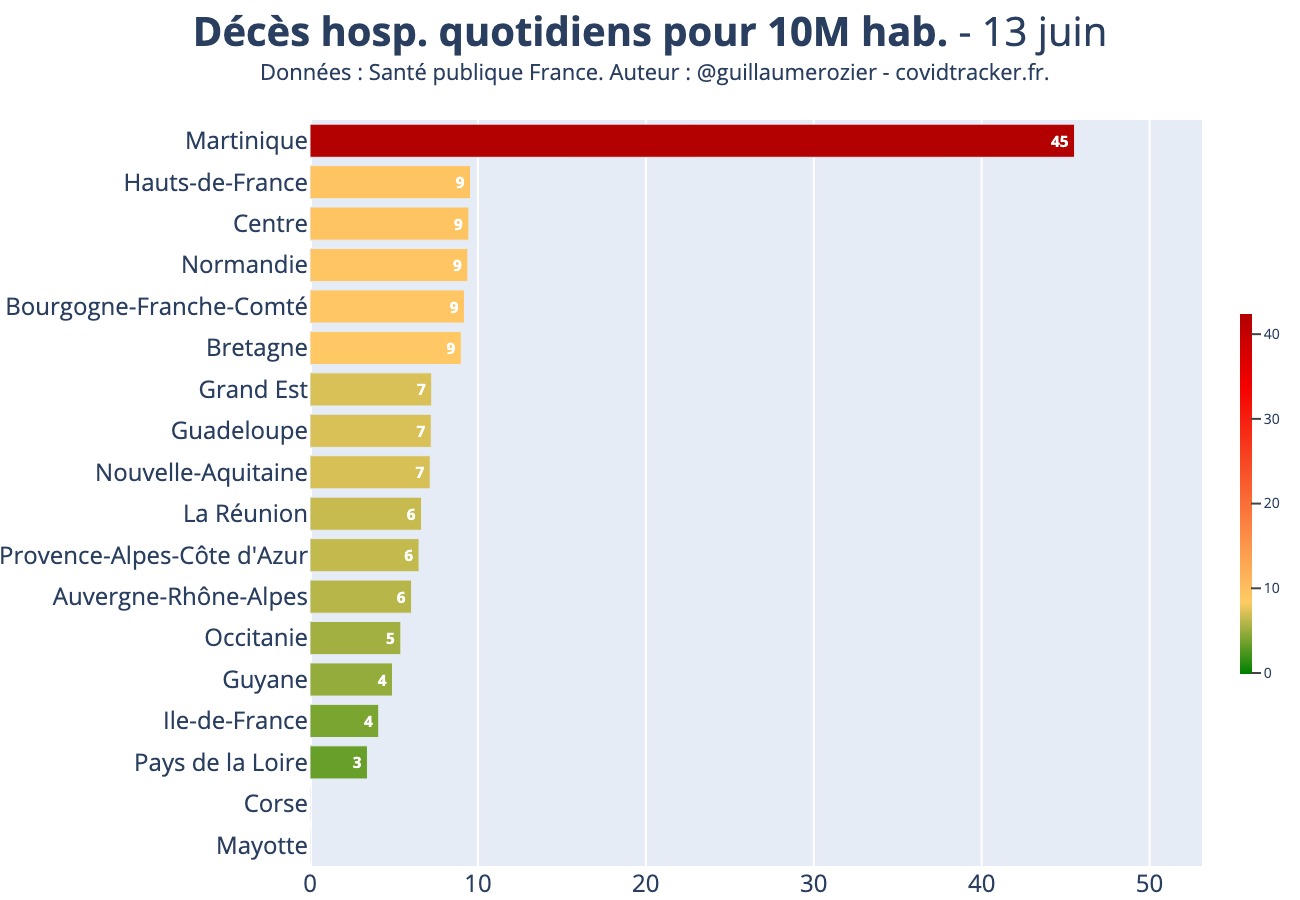 Décès hosp. quotidiens pour 10M hab. - 13 juin
Données : Santé publique France. Auteur : @guillaumerozier - covidtracker.fr.
Martinique 45
Hauts-de-France 9
Centre 9
Normandie 9
Bourgogne-Franche-Comté 9
Bretagne 9
Grand Est 7
Guadeloupe 7
Nouvelle-Aquitaine 7
La Réunion 6
Provence-Alpes-Côte d'Azur 6
Auvergne-Rhône-Alpes 6
Occitanie 5
Guyane 4
Ile-de-France 4
Pays de la Loire 3
Corse
Mayotte
0 10 20 30 40 50
40
30
20
10
0